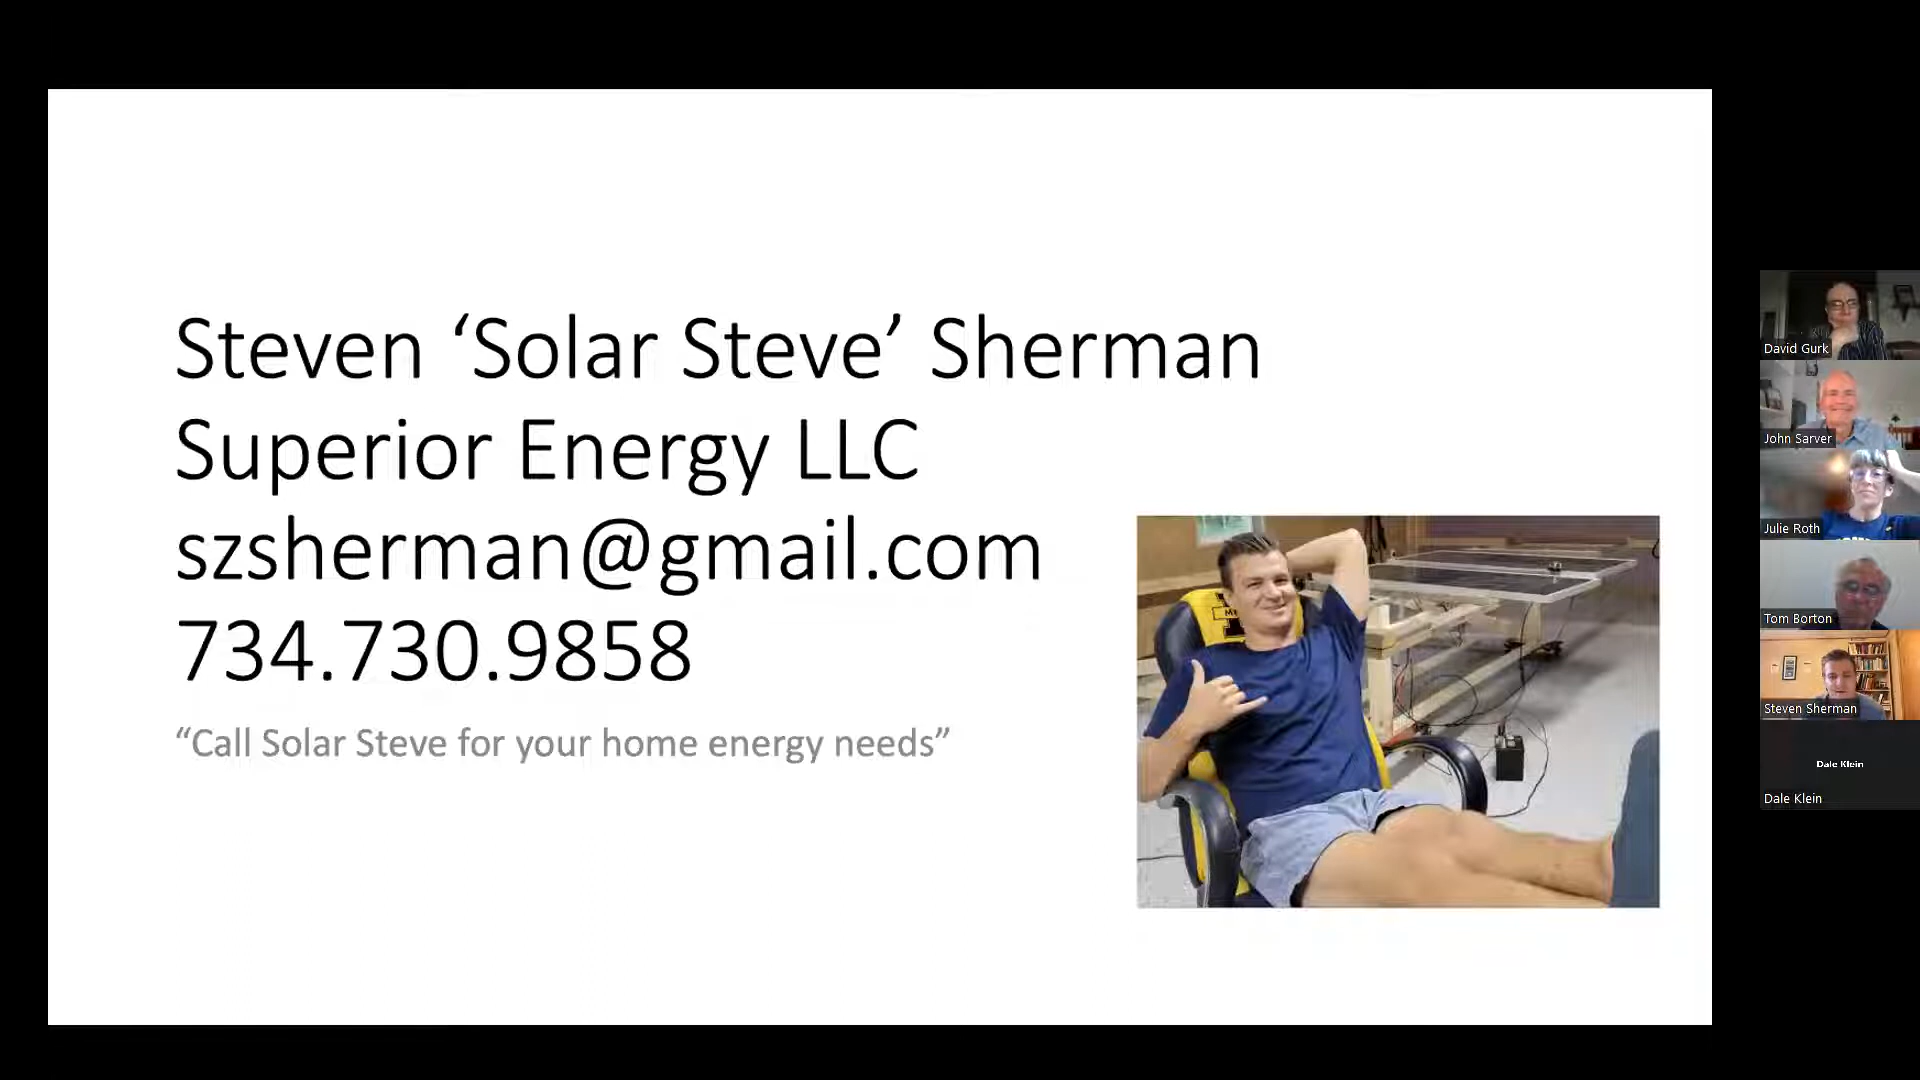 Steven ‘Solar Steve’ Sherman
Superior Energy LLC
szsherman@gmail.com
734.730.9858
“Call Solar Steve for your home energy needs”
David Gurk
John Sarver
Julie Roth
Tom Borton
Steven Sherman
Dale Klein
Dale Klein